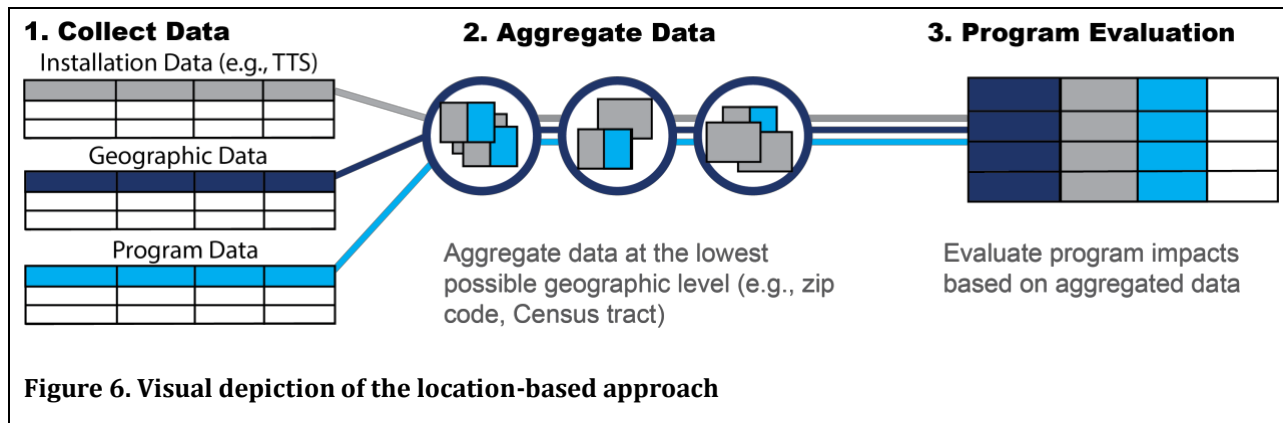 1. Collect Data
Installation Data (e.g., TTS)
Geographic Data
Program Data
2. Aggregate Data
Aggregate data at the lowest
possible geographic level (e.g., zip
code, Census tract)
3. Program Evaluation
Evaluate program impacts
based on aggregated data
Figure 6. Visual depiction of the location-based approach